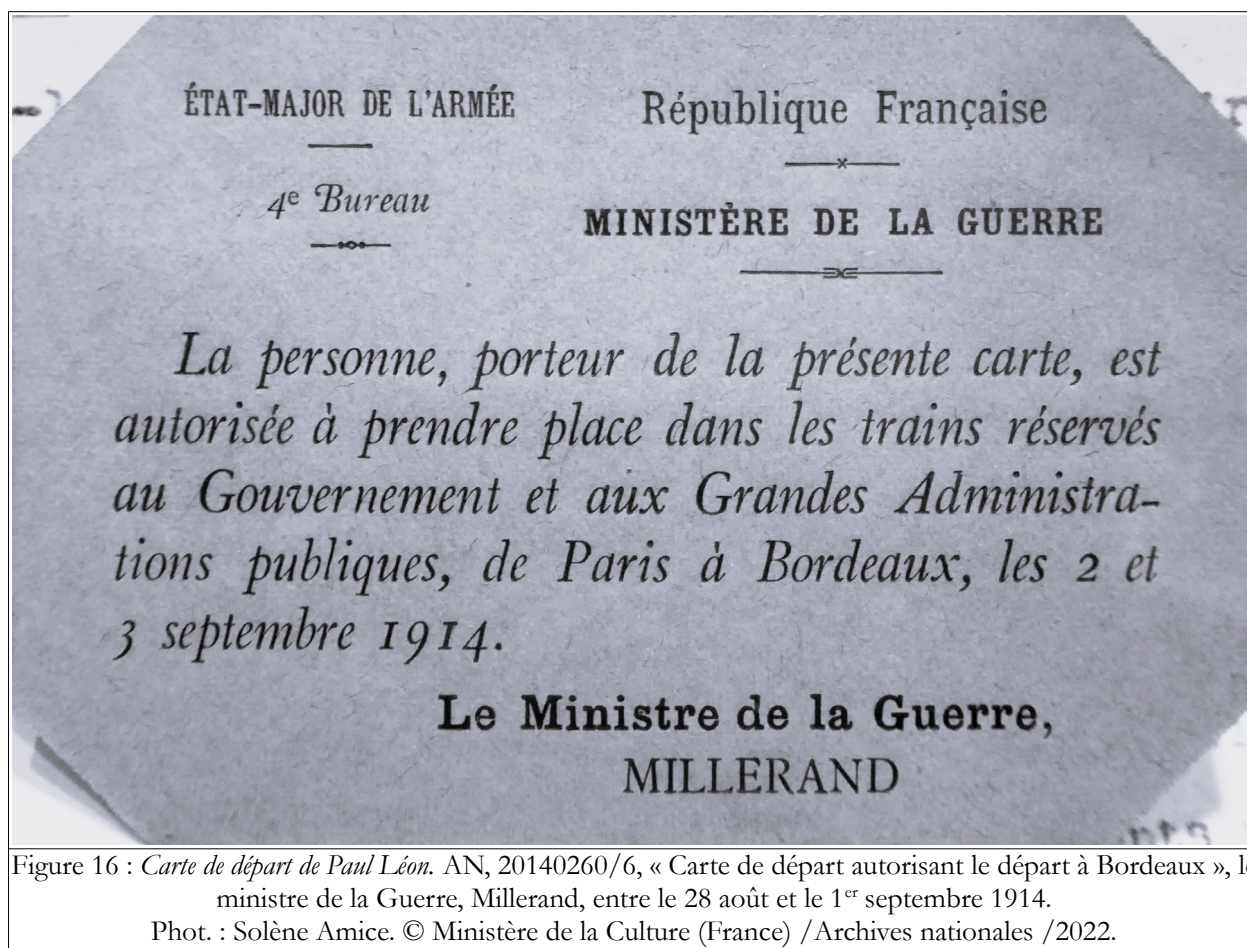 ÉTAT-MAJOR DE L'ARMÉE
4e Bureau
République Française
MINISTÈRE DE LA GUERRE
La personne, porteur de la présente carte, est
autorisée à prendre place dans les trains réservés
au Gouvernement et aux Grandes Administra-
tions publiques, de Paris à Bordeaux, les 2 et
3 septembre 1914.
Le Ministre de la Guerre,
MILLERAND
Figure 16 : Carte de départ de Paul Léon. AN, 20140260/6, « Carte de départ autorisant le départ à Bordeaux »,
ministre de la Guerre, Millerand, entre le 28 août et le 1er septembre 1914.
Phot. : Solène Amice. © Ministère de la Culture (France) /Archives nationales /2022.